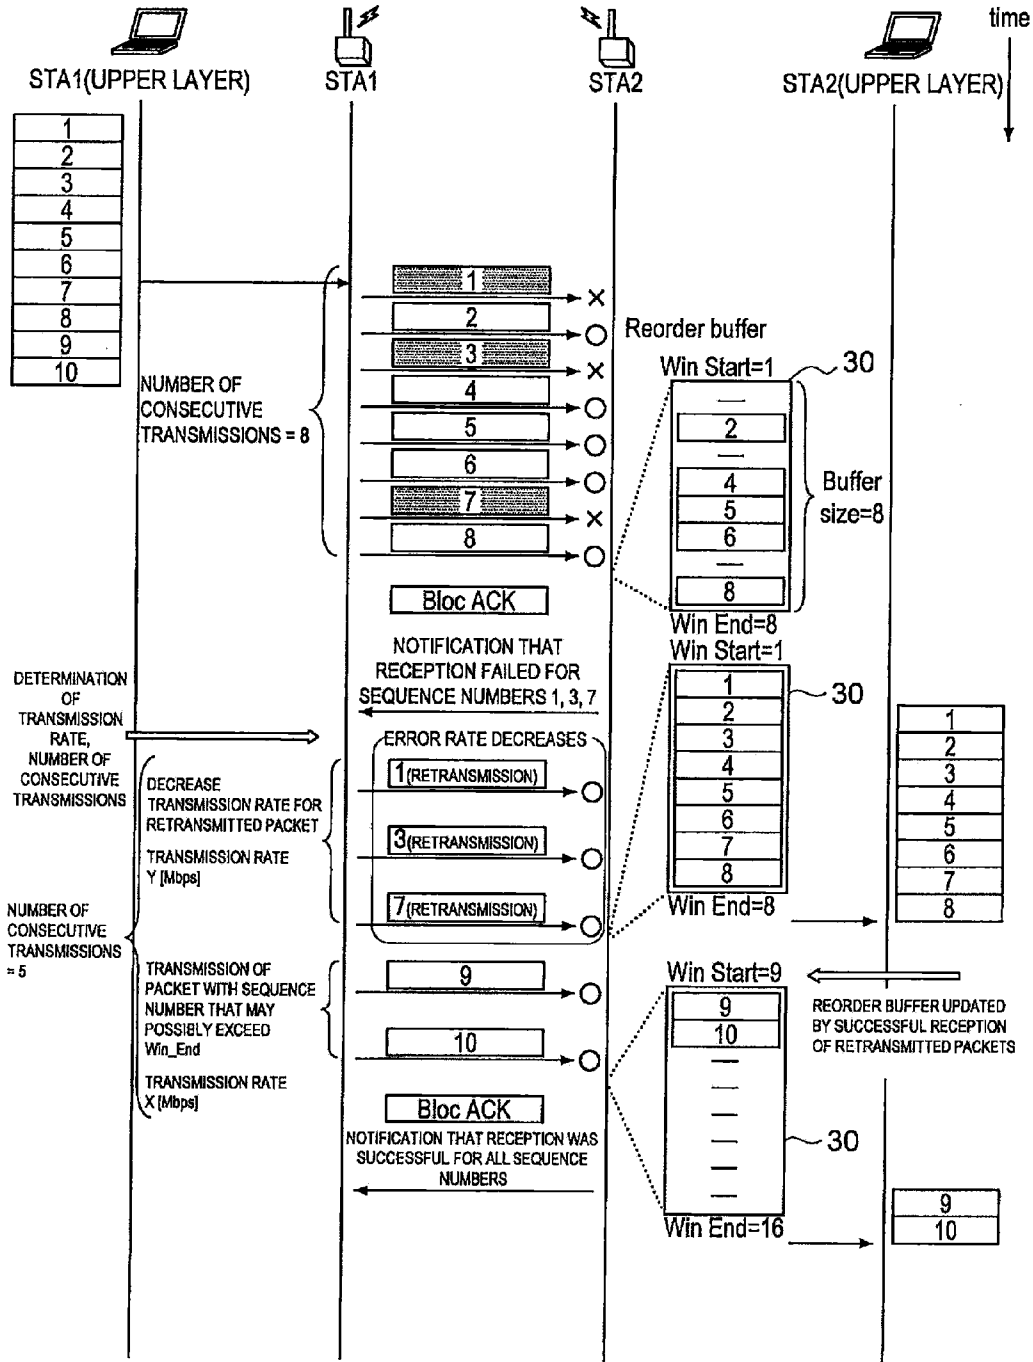 time
STA1(UPPER LAYER)
STA1
STA2
STA2(UPPER LAYER)
1
2
3
4
5
6
7
8
9
10
NUMBER OF
CONSECUTIVE
TRANSMISSIONS = 8
1
2
3
4
5
6
7
8
Reorder buffer
Win Start=1
30
2
4
5
6
8
Buffer
size=8
Win End=8
Bloc ACK
NOTIFICATION THAT
RECEPTION FAILED FOR
SEQUENCE NUMBERS 1, 3, 7
DETERMINATION
OF
TRANSMISSION
RATE,
NUMBER OF
CONSECUTIVE
TRANSMISSIONS
Win Start=1
30
1
2
3
4
5
6
7
8
Win End=8
1
2
3
4
5
6
7
8
ERROR RATE DECREASES
1(RETRANSMISSION)
3(RETRANSMISSION)
7(RETRANSMISSION)
DECREASE
TRANSMISSION RATE FOR
RETRANSMITTED PACKET
TRANSMISSION RATE
Y [Mbps]
NUMBER OF
CONSECUTIVE
TRANSMISSIONS
= 5
TRANSMISSION OF
PACKET WITH SEQUENCE
NUMBER THAT MAY
POSSIBLY EXCEED
Win_End
TRANSMISSION RATE
X [Mbps]
9
10
Win Start=9
9
10
30
Win End=16
REORDER BUFFER UPDATED
BY SUCCESSFUL RECEPTION
OF RETRANSMITTED PACKETS
Bloc ACK
NOTIFICATION THAT RECEPTION WAS
SUCCESSFUL FOR ALL SEQUENCE
NUMBERS
9
10